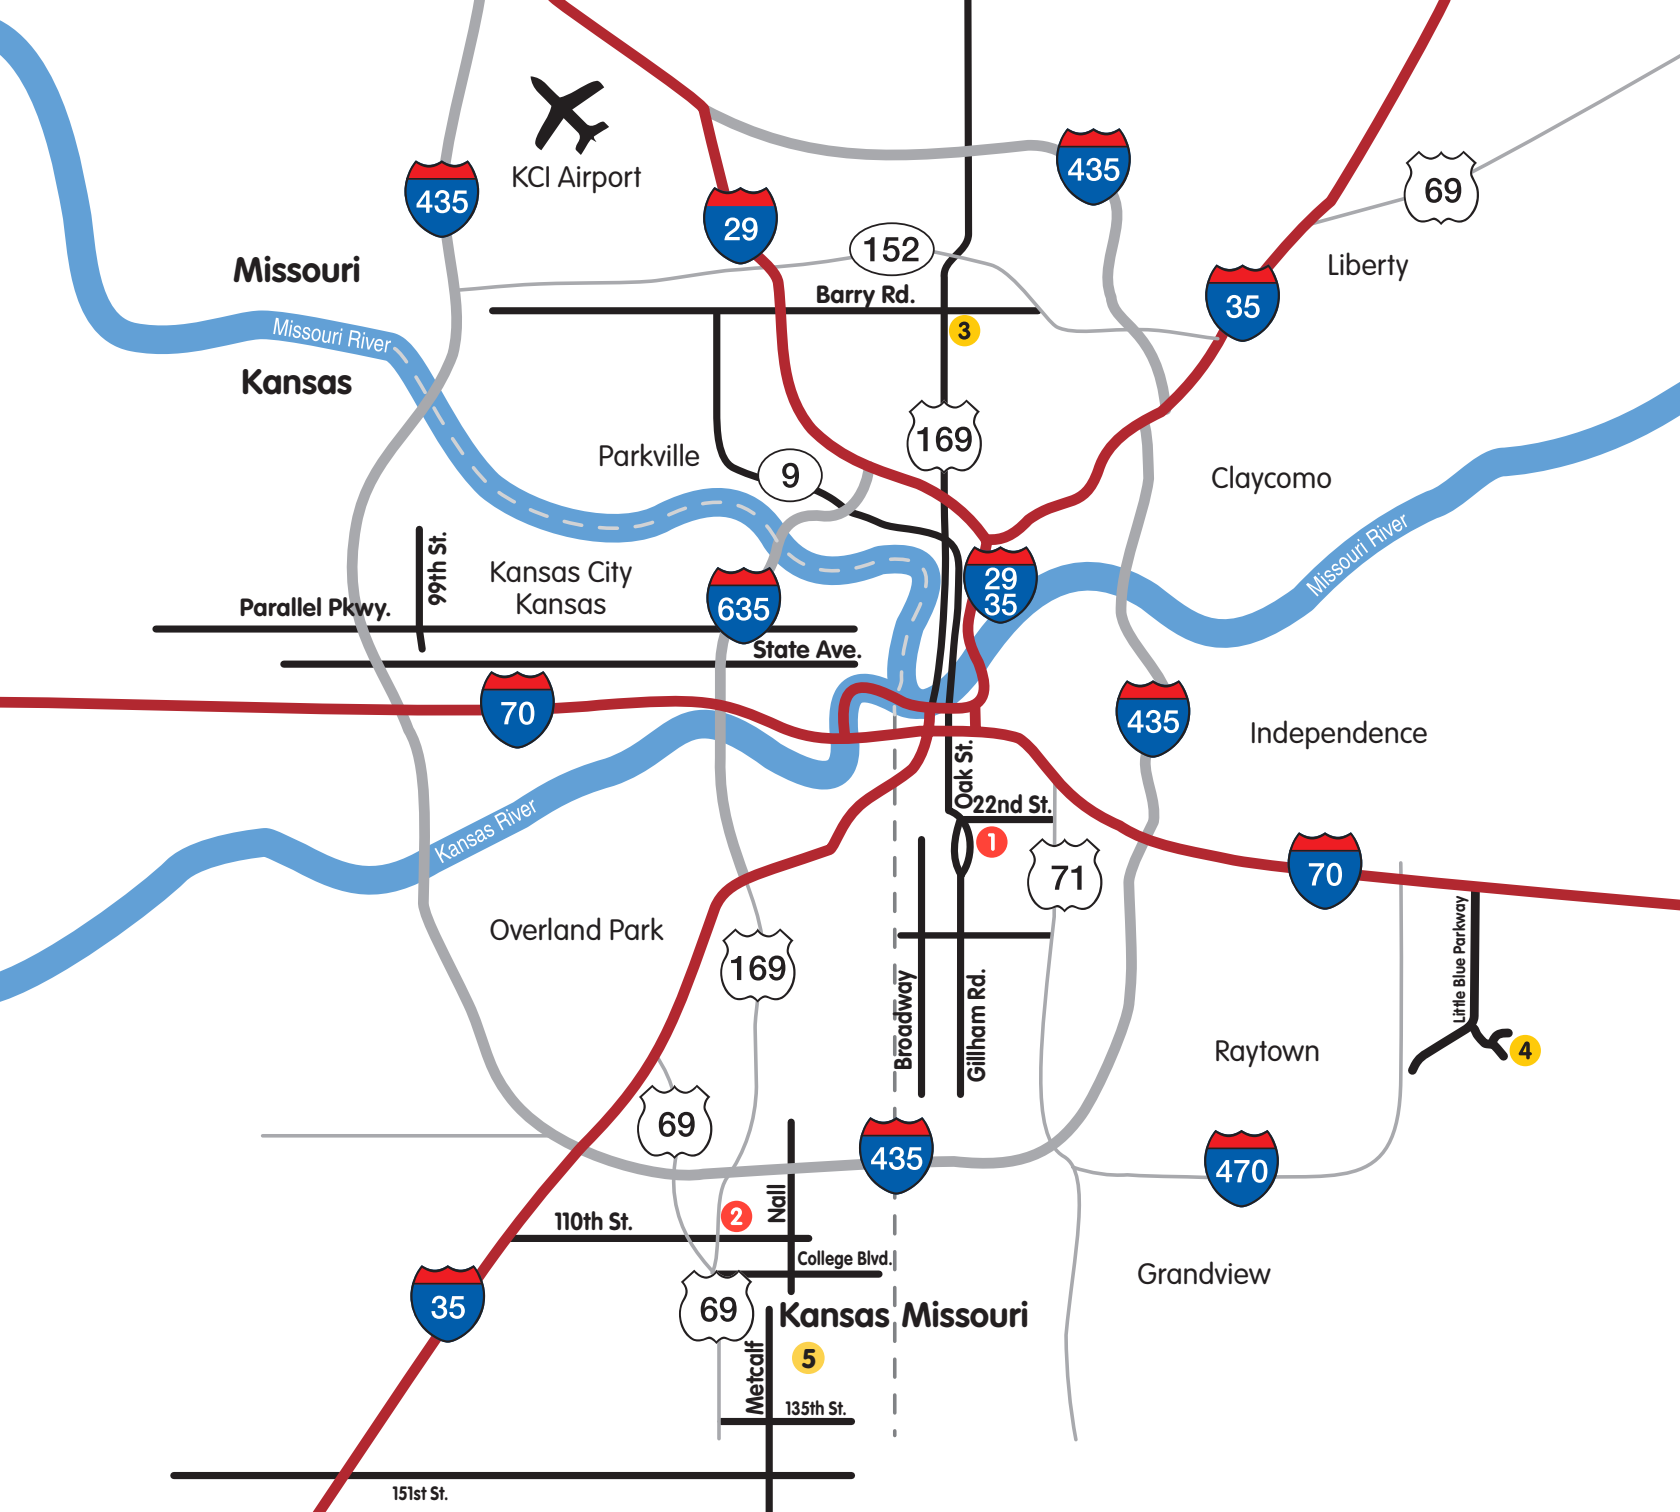 435
KCI Airport
29
435
69
Missouri
152
Liberty
Barry Rd.
35
3
Missouri River
Kansas
169
Parkville
9
Claycomo
99th St.
Kansas City
Kansas
29
35
Missouri River
Parallel Pkwy.
635
State Ave.
70
435
Independence
Oak St.
22nd St.
Kansas River
1
71
70
Overland Park
169
Broadway
Gillham Rd.
Little Blue Parkway
Raytown
4
69
435
470
Nall
2
110th St.
College Blvd.
Grandview
35
69
Kansas Missouri
Metcalf
5
135th St.
151st St.